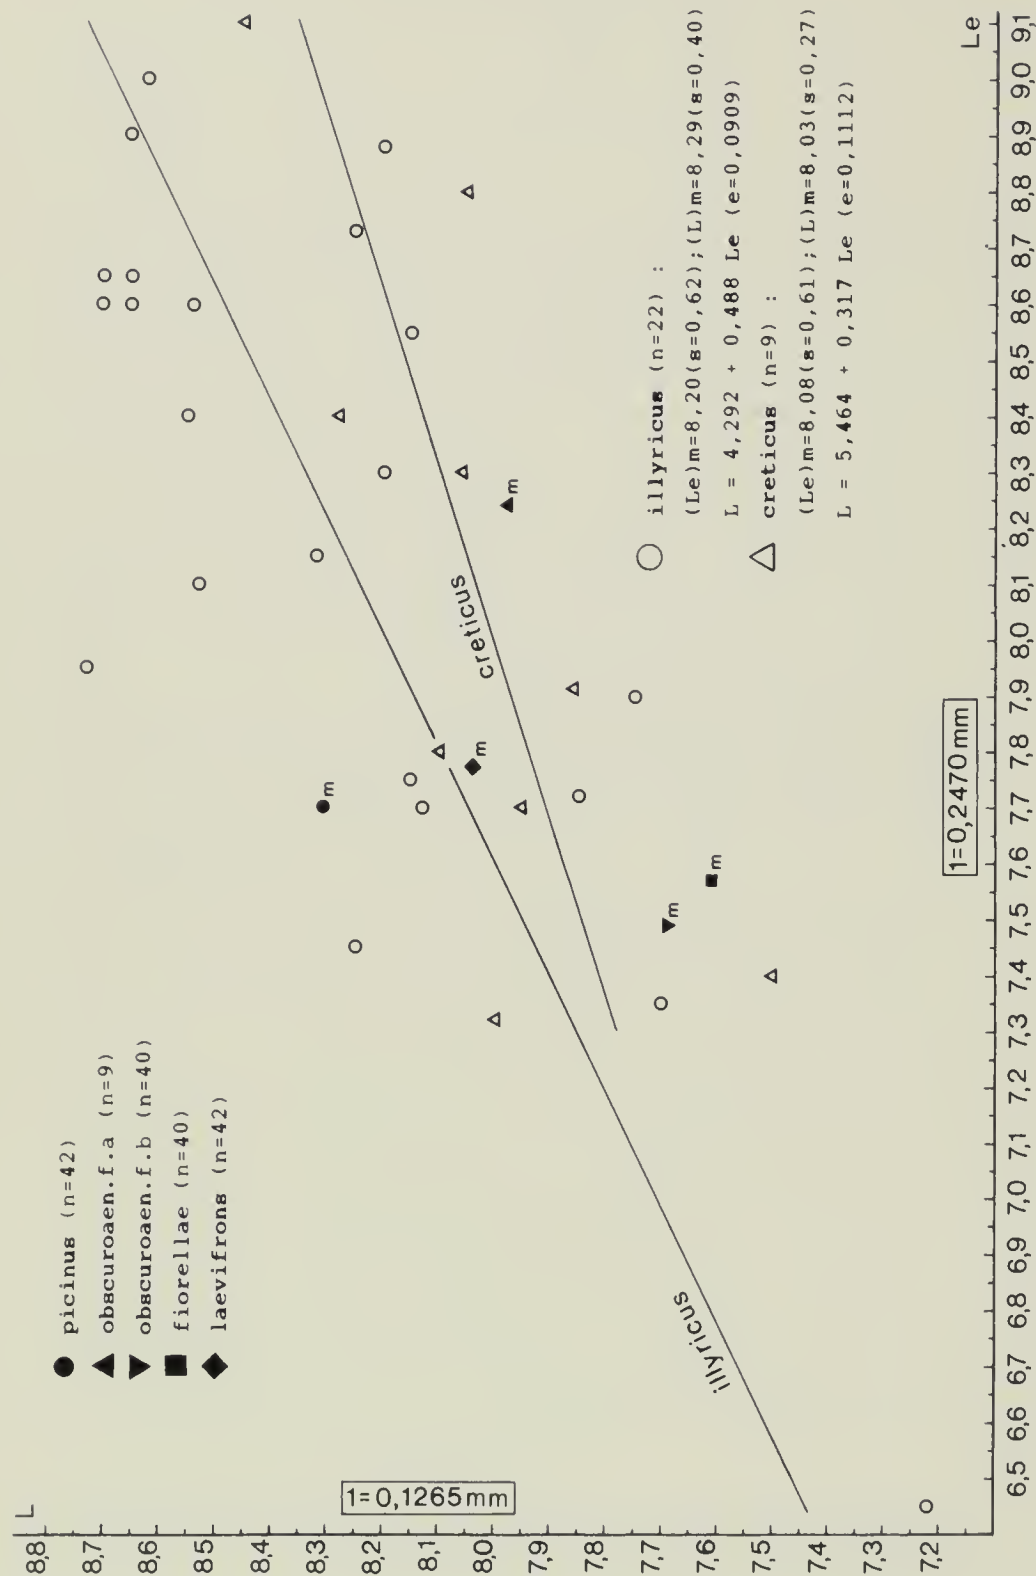 L
8,8
8,7
8,6
8,5
8,4
8,3
8,2
8,1
8,0
7,9
7,8
7,7
7,6
7,5
7,4
7,3
7,2
1=0,1265mm
picinus (n=42)
obscuroaen.f.a (n=9)
obscuroaen.f.b (n=40)
fiorellae (n=40)
laevifrons (n=42)
m
m
m
m
m
illyricus
creticus
illyricus (n=22) :
(Le)m=8,20(s=0,62);(L)m=8,29(s=0,40)
L = 4,292 + 0,488 Le (e=0,0909)
creticus (n=9) :
(Le)m=8,08(s=0,61);(L)m=8,03(s=0,27)
L = 5,464 + 0,317 Le (e=0,1112)
1=0,2470mm
Le
6,5 6,6 6,7 6,8 6,9 7,0 7,1 7,2 7,3 7,4 7,5 7,6 7,7 7,8 7,9 8,0 8,1 8,2 8,3 8,4 8,5 8,6 8,7 8,8 8,9 9,0 9,1